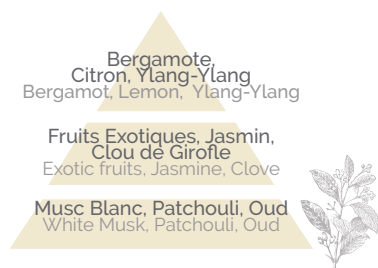 Bergamote,
Citron, Ylang-Ylang
Bergamot, Lemon, Ylang-Ylang
Fruits Exotiques, Jasmin,
Clou de Girofle
Exotic fruits, Jasmine, Clove
Musc Blanc, Patchouli, Oud
White Musk, Patchouli, Oud